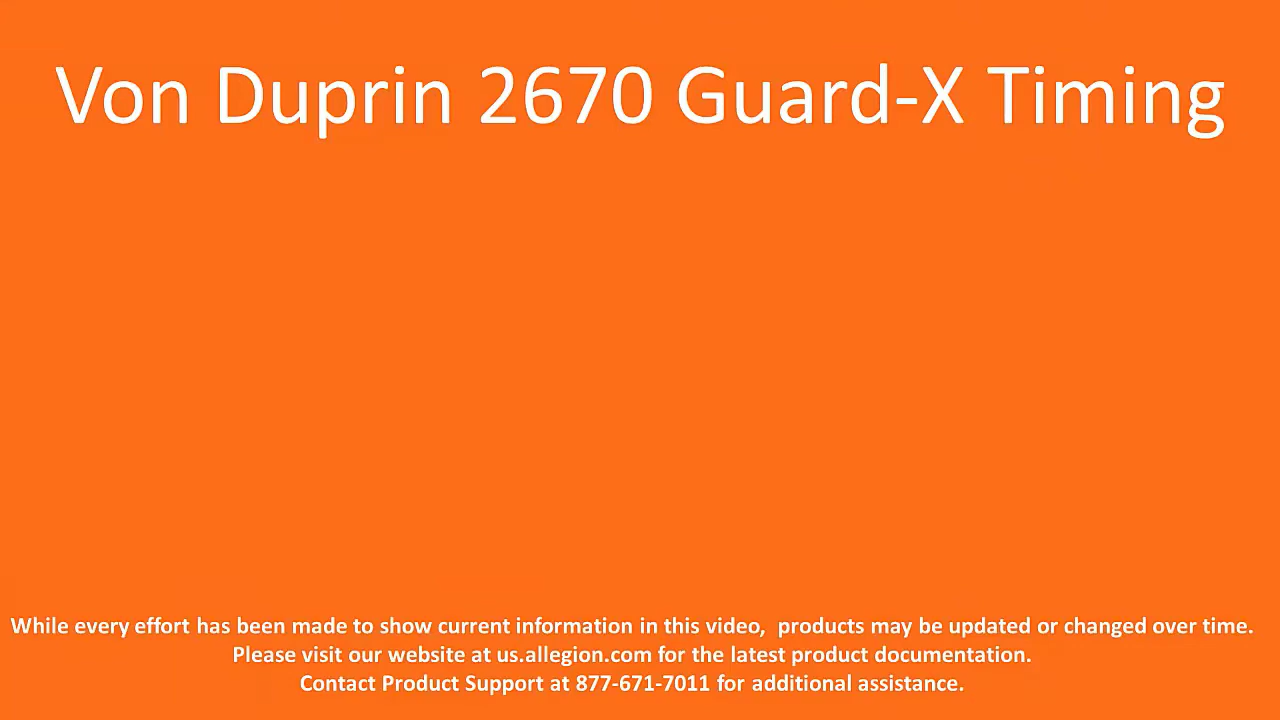 Von Duprin 2670 Guard-X Timing
While every effort has been made to show current information in this video,  products may be updated or changed over time.
Please visit our website at us.allegion.com for the latest product documentation.
Contact Product Support at 877-671-7011 for additional assistance.